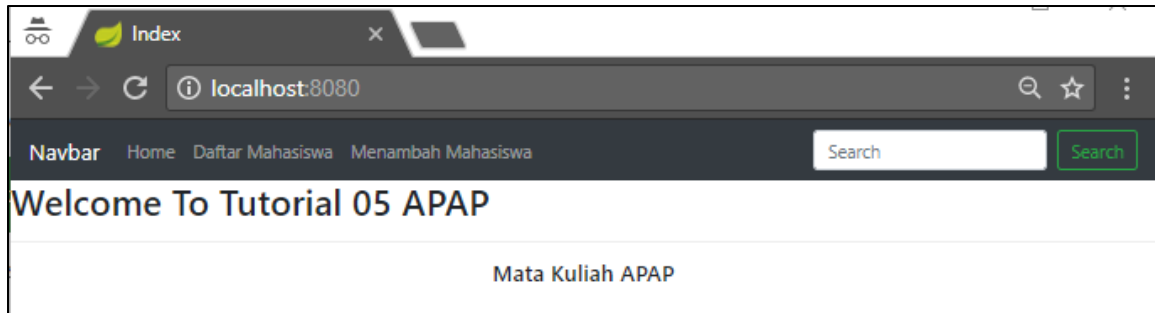 Index
localhost:8080
Navbar Home Daftar Mahasiswa Menambah Mahasiswa Search Search
Welcome To Tutorial 05 APAP
Mata Kuliah APAP